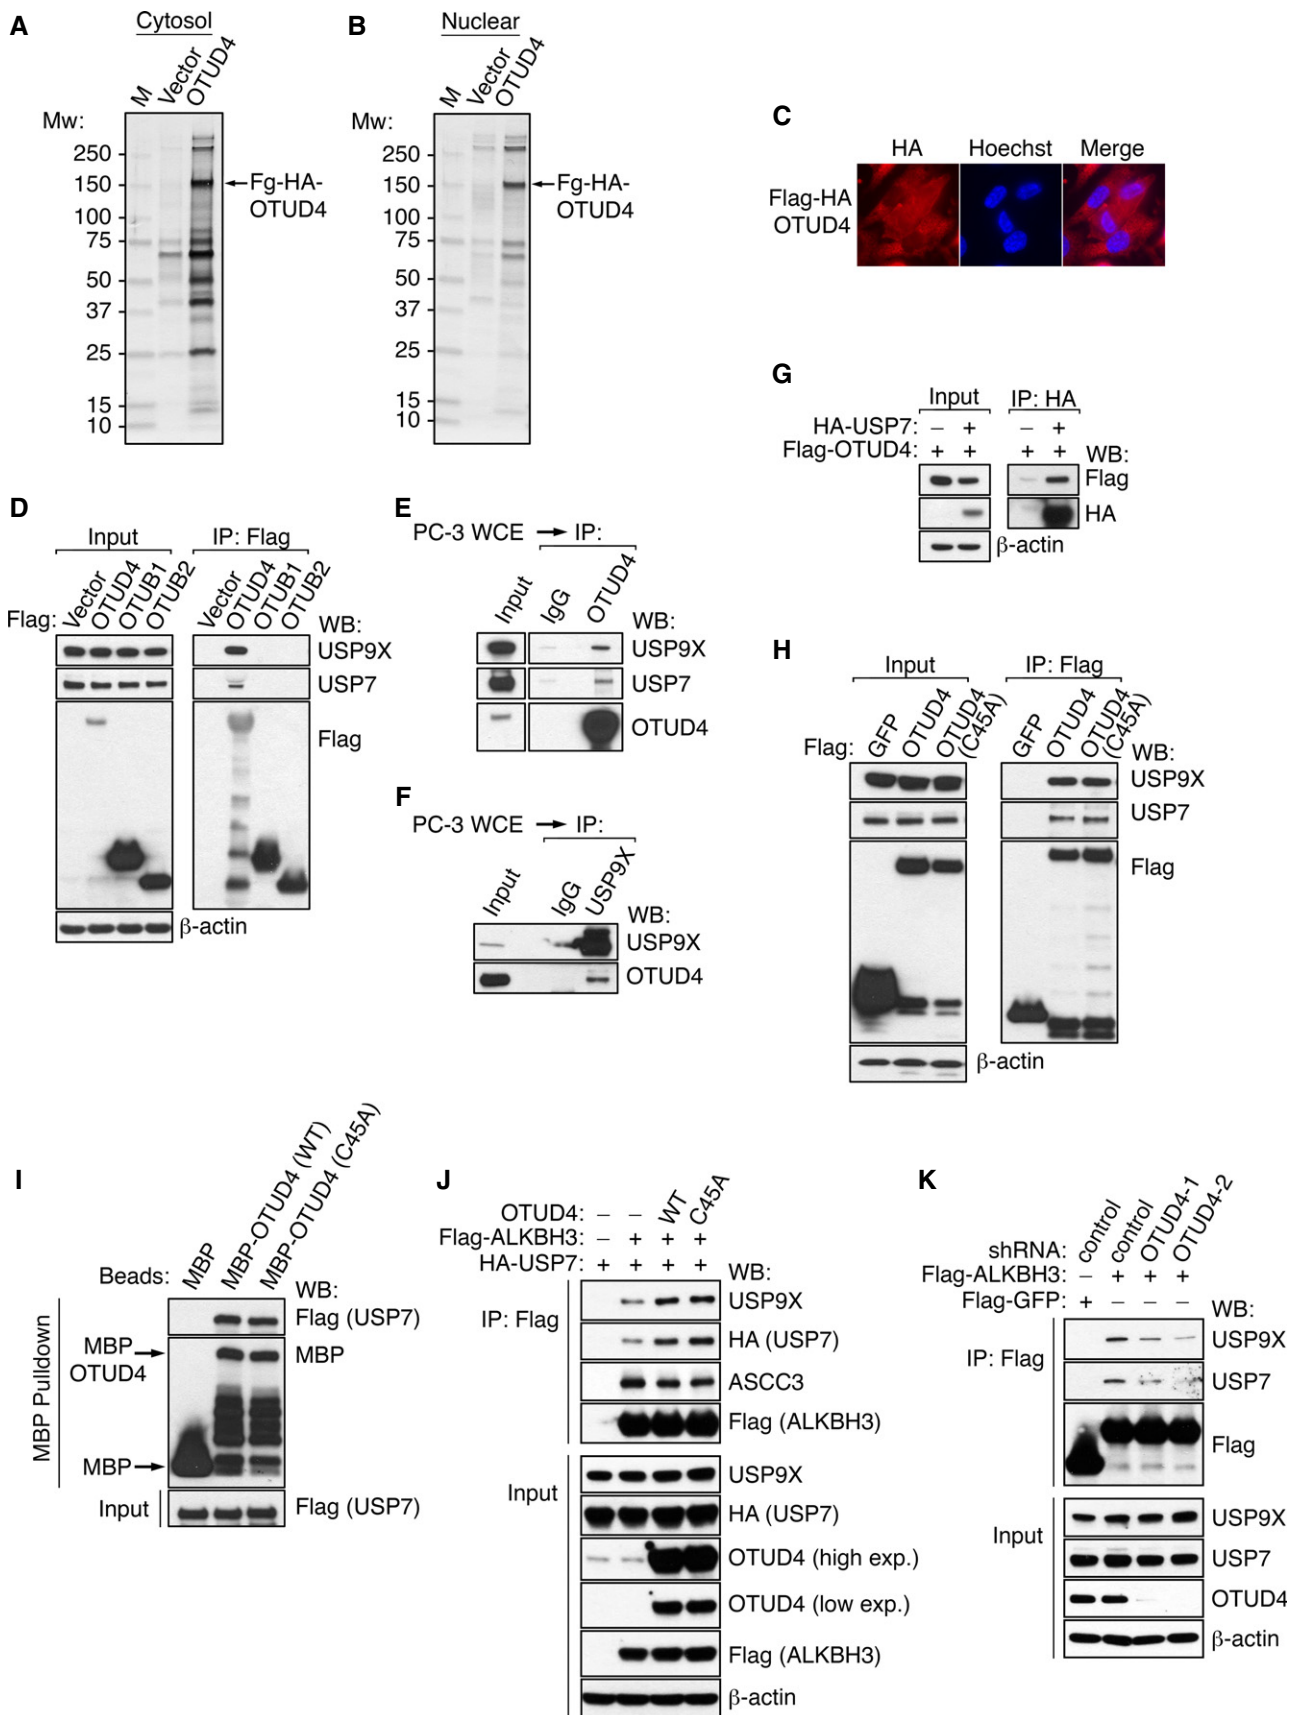 A
Cytosol
M
Vector
OTUD4
Mw:
250
150
100
75
50
37
25
15
10
Fg-HA-
OTUD4
B
Nuclear
M
Vector
OTUD4
Mw:
250
150
100
75
50
37
25
15
10
Fg-HA-
OTUD4
C
HA
Hoechst
Merge
Flag-HA
OTUD4
D
Input
IP: Flag
Flag:
Vector
OTUD4
OTUB1
OTUB2
Vector
OTUD4
OTUB1
OTUB2
WB:
USP9X
USP7
Flag
β-actin
E
PC-3 WCE → IP:
Input
IgG
OTUD4
WB:
USP9X
USP7
OTUD4
F
PC-3 WCE → IP:
Input
IgG
USP9X
WB:
USP9X
OTUD4
G
Input
IP: HA
HA-USP7: – + – +
Flag-OTUD4: + + + + WB:
Flag
HA
β-actin
H
Input
IP: Flag
Flag:
GFP
OTUD4
OTUD4
(C45A)
GFP
OTUD4
OTUD4
(C45A)
WB:
USP9X
USP7
Flag
β-actin
I
Beads:
MBP
MBP-OTUD4 (WT)
MBP-OTUD4 (C45A)
WB:
MBP Pulldown
Flag (USP7)
MBP
OTUD4
MBP
MBP
Input
Flag (USP7)
J
OTUD4: – – WT C45A
Flag-ALKBH3: – + + +
HA-USP7: + + + +
WB:
IP: Flag
USP9X
HA (USP7)
ASCC3
Flag (ALKBH3)
Input
USP9X
HA (USP7)
OTUD4 (high exp.)
OTUD4 (low exp.)
Flag (ALKBH3)
β-actin
K
shRNA:
control
control
OTUD4-1
OTUD4-2
Flag-ALKBH3: – + + +
Flag-GFP: + – – –
WB:
IP: Flag
USP9X
USP7
Flag
Input
USP9X
USP7
OTUD4
β-actin